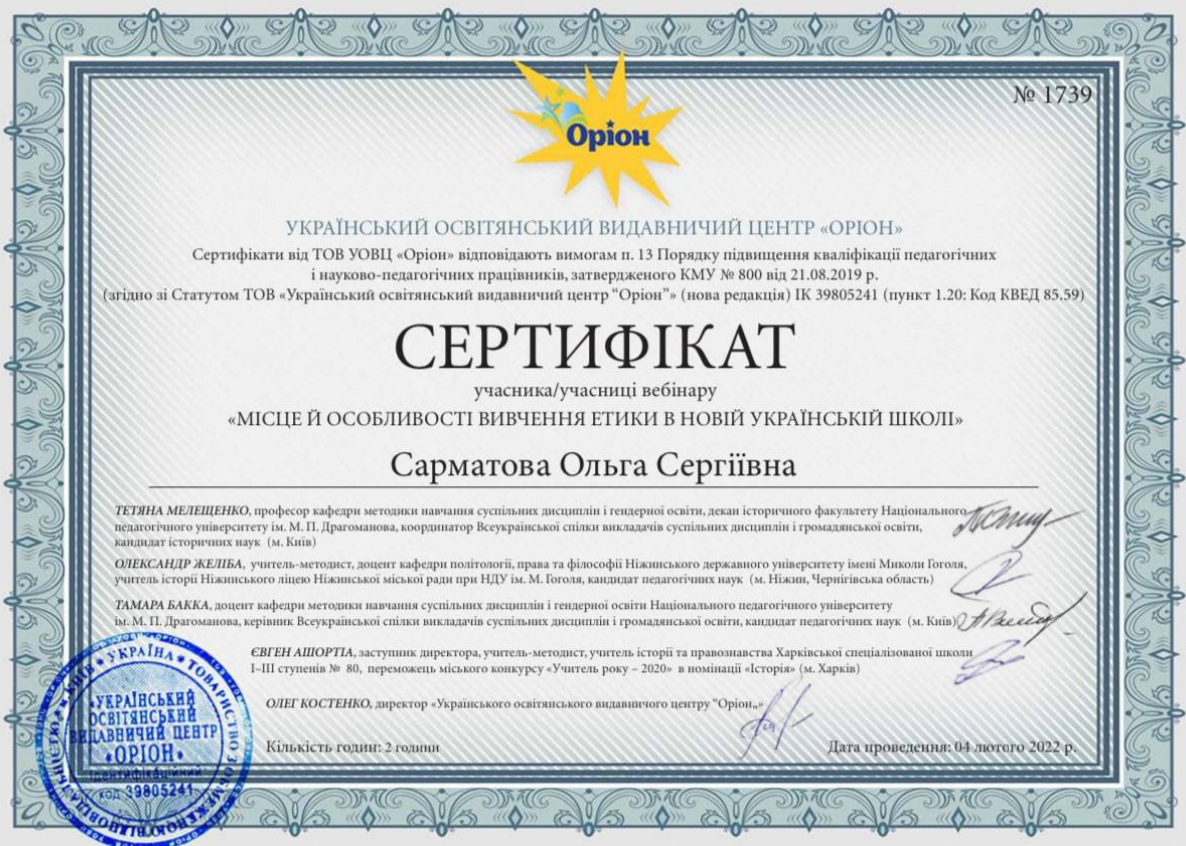 № 1739
Оріон
УКРАЇНСЬКИЙ ОСВІТЯНСЬКИЙ ВИДАВНИЧИЙ ЦЕНТР «ОРІОН»
Сертифікати від ТОВ УОВЦ «Оріон» відповідають вимогам п. 13 Порядку підвищення кваліфікації педагогічних
і науково-педагогічних працівників, затвердженого КМУ № 800 від 21.08.2019 р.
(згідно зі Статутом ТОВ «Український освітянський видавничий центр “Оріон”» (нова редакція) ІК 39805241 (пункт 1.20: Код КВЕД 85.59)
СЕРТИФІКАТ
учасника/учасниці вебінару
«МІСЦЕ Й ОСОБЛИВОСТІ ВИВЧЕННЯ ЕТИКИ В НОВІЙ УКРАЇНСЬКІЙ ШКОЛІ»
Сарматова Ольга Сергіївна
ТЕТЯНА МЕЛЕЩЕНКО, професор кафедри методики навчання суспільних дисциплін і гендерної освіти, декан історичного факультету Національного
педагогічного університету ім. М. П. Драгоманова, координатор Всеукраїнської спілки викладачів суспільних дисциплін і громадянської освіти,
кандидат історичних наук (м. Київ)
ОЛЕКСАНДР ЖЕЛІБА, учитель-методист, доцент кафедри політології, права та філософії Ніжинського державного університету імені Миколи Гоголя,
учитель історії Ніжинського ліцею Ніжинської міської ради при НДУ ім. М. Гоголя, кандидат педагогічних наук (м. Ніжин, Чернігівська область)
ТАМАРА БАККА, доцент кафедри методики навчання суспільних дисциплін і гендерної освіти Національного педагогічного університету
ім. М. П. Драгоманова, керівник Всеукраїнської спілки викладачів суспільних дисциплін і громадянської освіти, кандидат педагогічних наук (м. Київ)
ЄВГЕН АШОРТІА, заступник директора, учитель-методист, учитель історії та правознавства Харківської спеціалізованої школи
І–ІІІ ступенів № 80, переможець міського конкурсу «Учитель року – 2020» в номінації «Історія» (м. Харків)
ОЛЕГ КОСТЕНКО, директор «Українського освітянського видавничого центру “Оріон„»
Кількість годин: 2 години
Дата проведення: 04 лютого 2022 р.
УКРАЇНА * ТОВАРИСТВО З ОБМЕЖЕНОЮ ВІДПОВІДАЛЬНІСТЮ
УКРАЇНСЬКИЙ
ОСВІТЯНСЬКИЙ
ВИДАВНИЧИЙ ЦЕНТР
«ОРІОН»
Ідентифікаційний
код 39805241